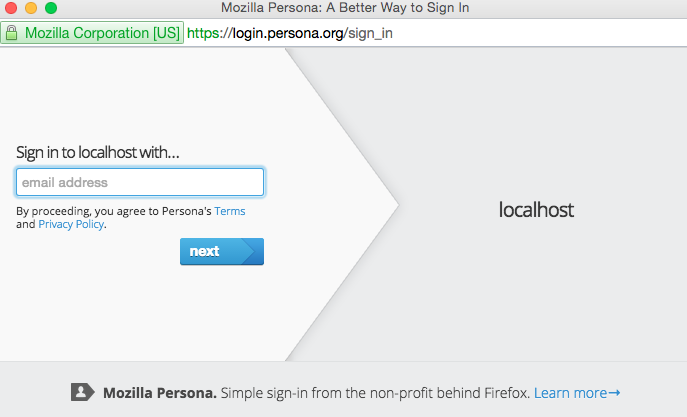 Mozilla Persona: A Better Way to Sign In
Mozilla Corporation [US] https://login.persona.org/sign_in
Sign in to localhost with...
email address
By proceeding, you agree to Persona's Terms
and Privacy Policy.
next
localhost
Mozilla Persona. Simple sign-in from the non-profit behind Firefox. Learn more→